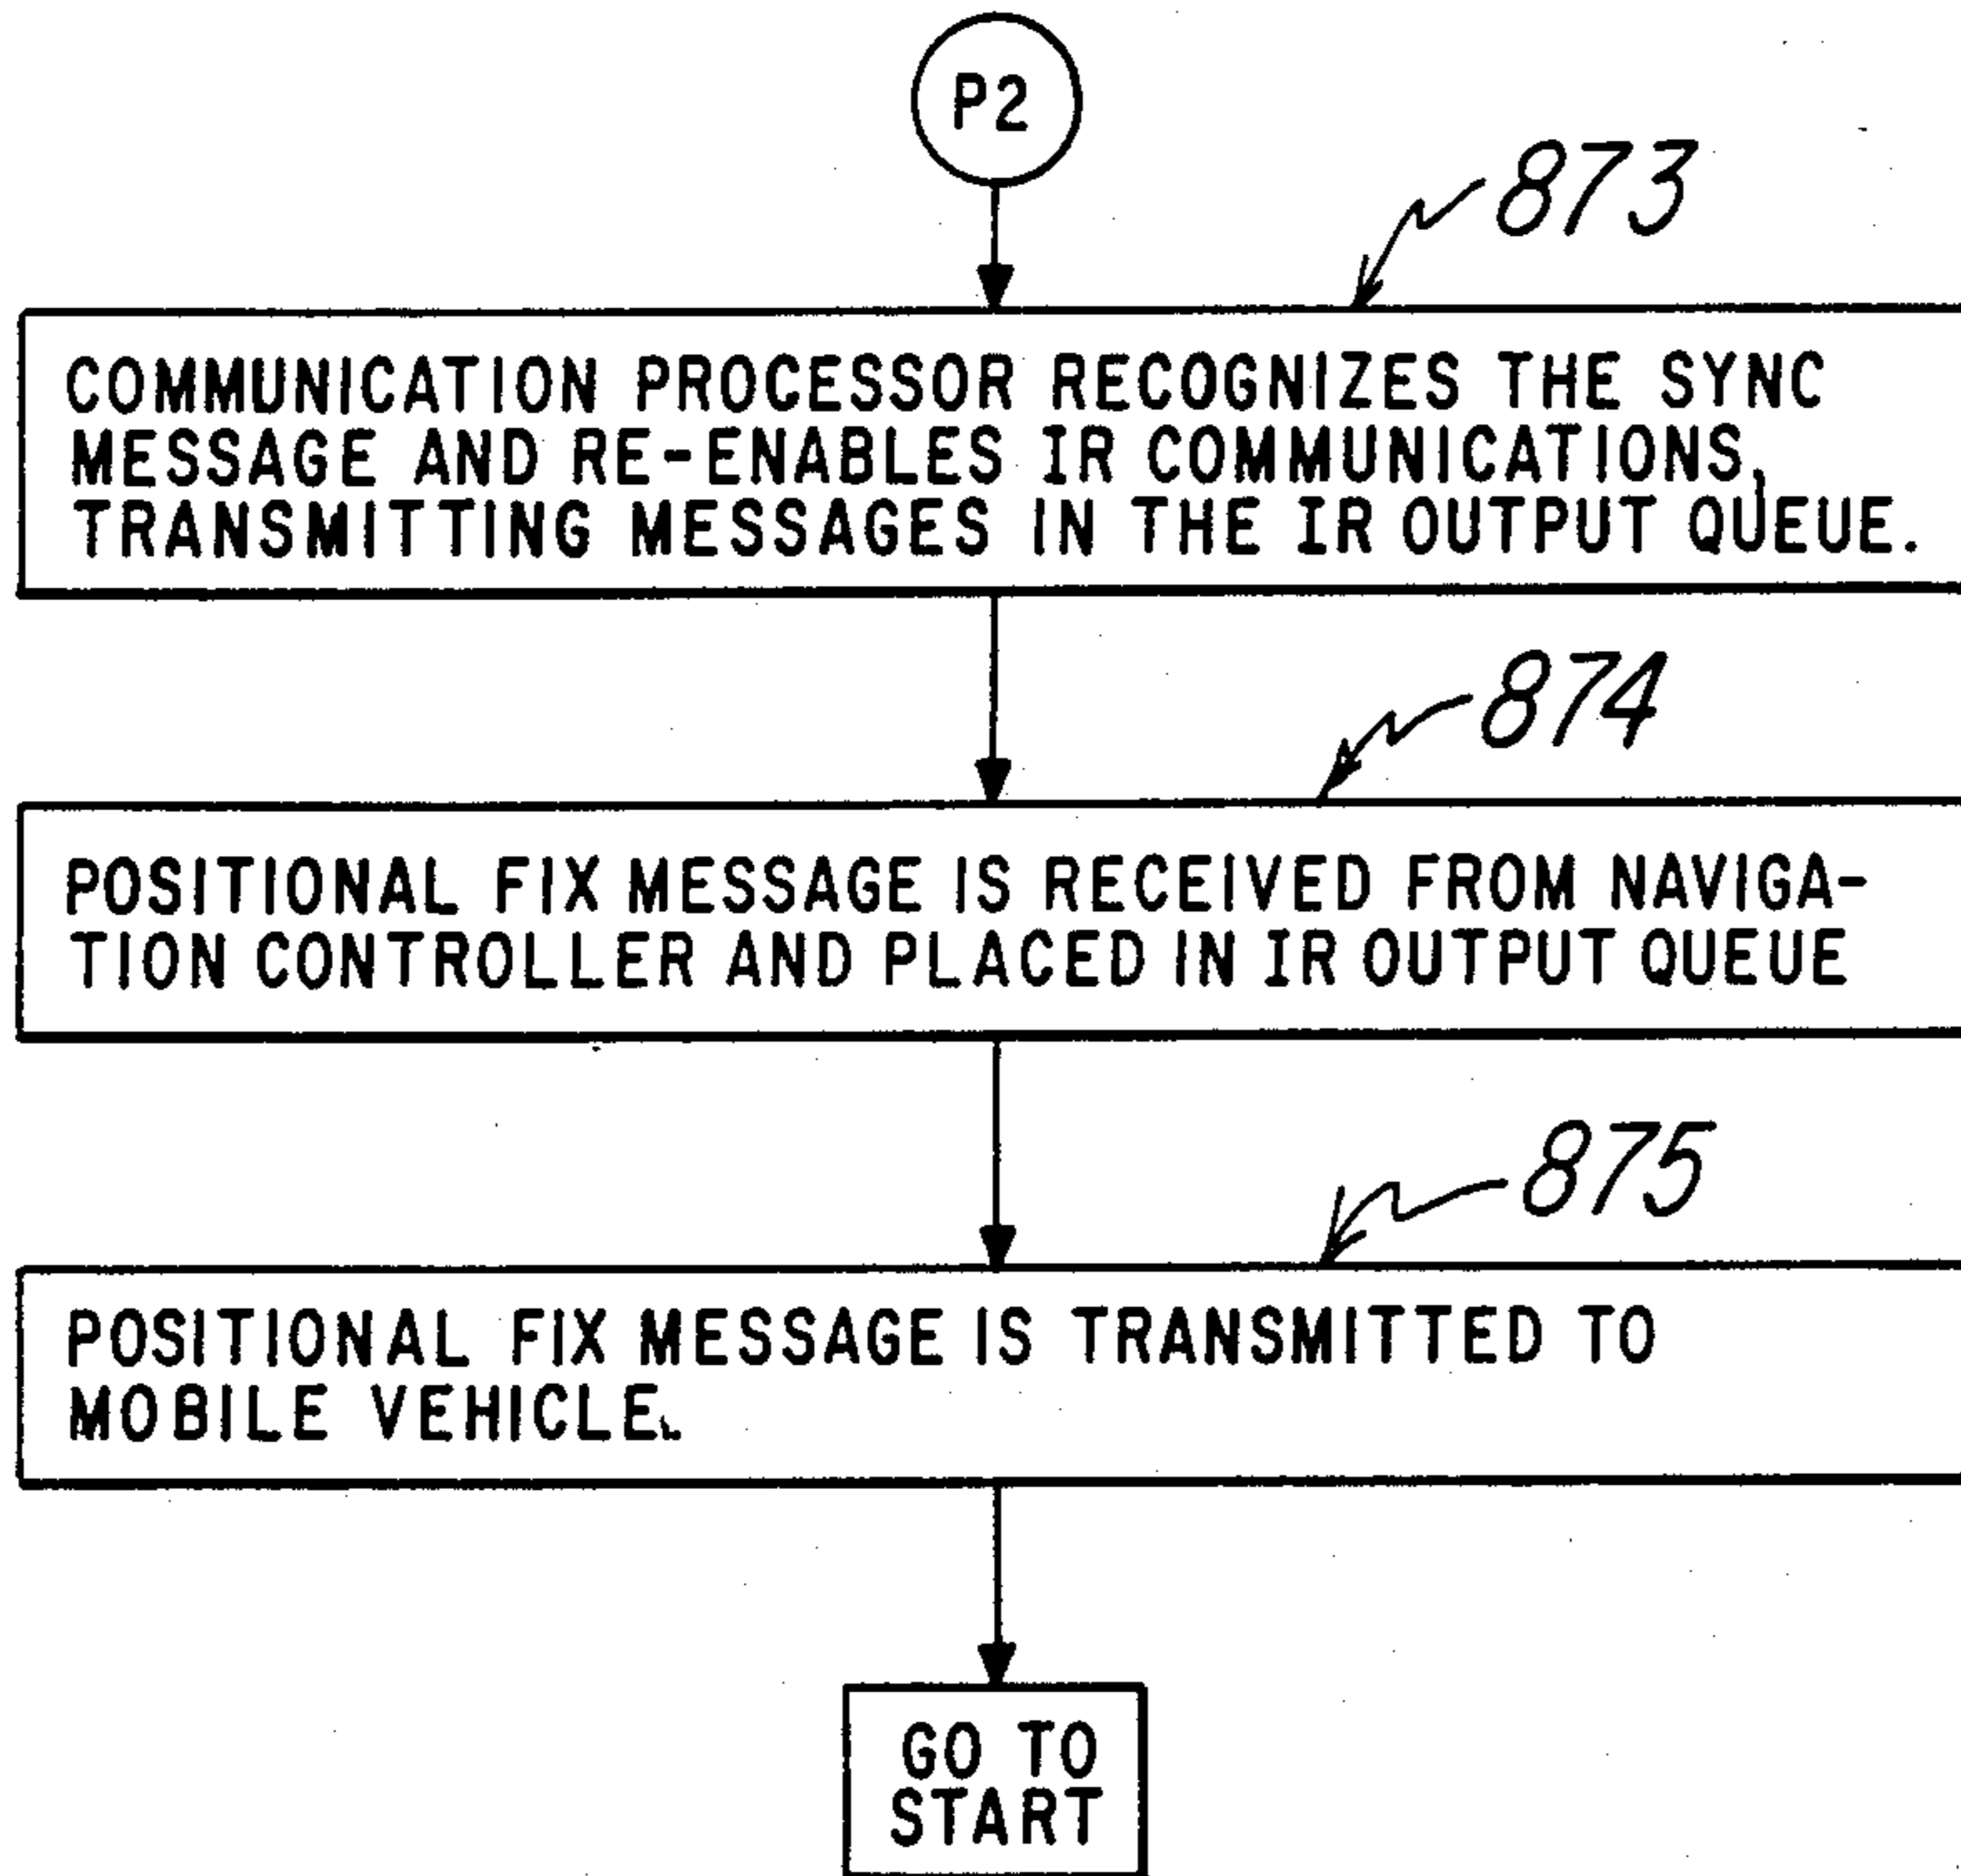 P2
873
COMMUNICATION PROCESSOR RECOGNIZES THE SYNC
MESSAGE AND RE-ENABLES IR COMMUNICATIONS,
TRANSMITTING MESSAGES IN THE IR OUTPUT QUEUE.
874
POSITIONAL FIX MESSAGE IS RECEIVED FROM NAVIGA-
TION CONTROLLER AND PLACED IN IR OUTPUT QUEUE
875
POSITIONAL FIX MESSAGE IS TRANSMITTED TO
MOBILE VEHICLE.
GO TO
START